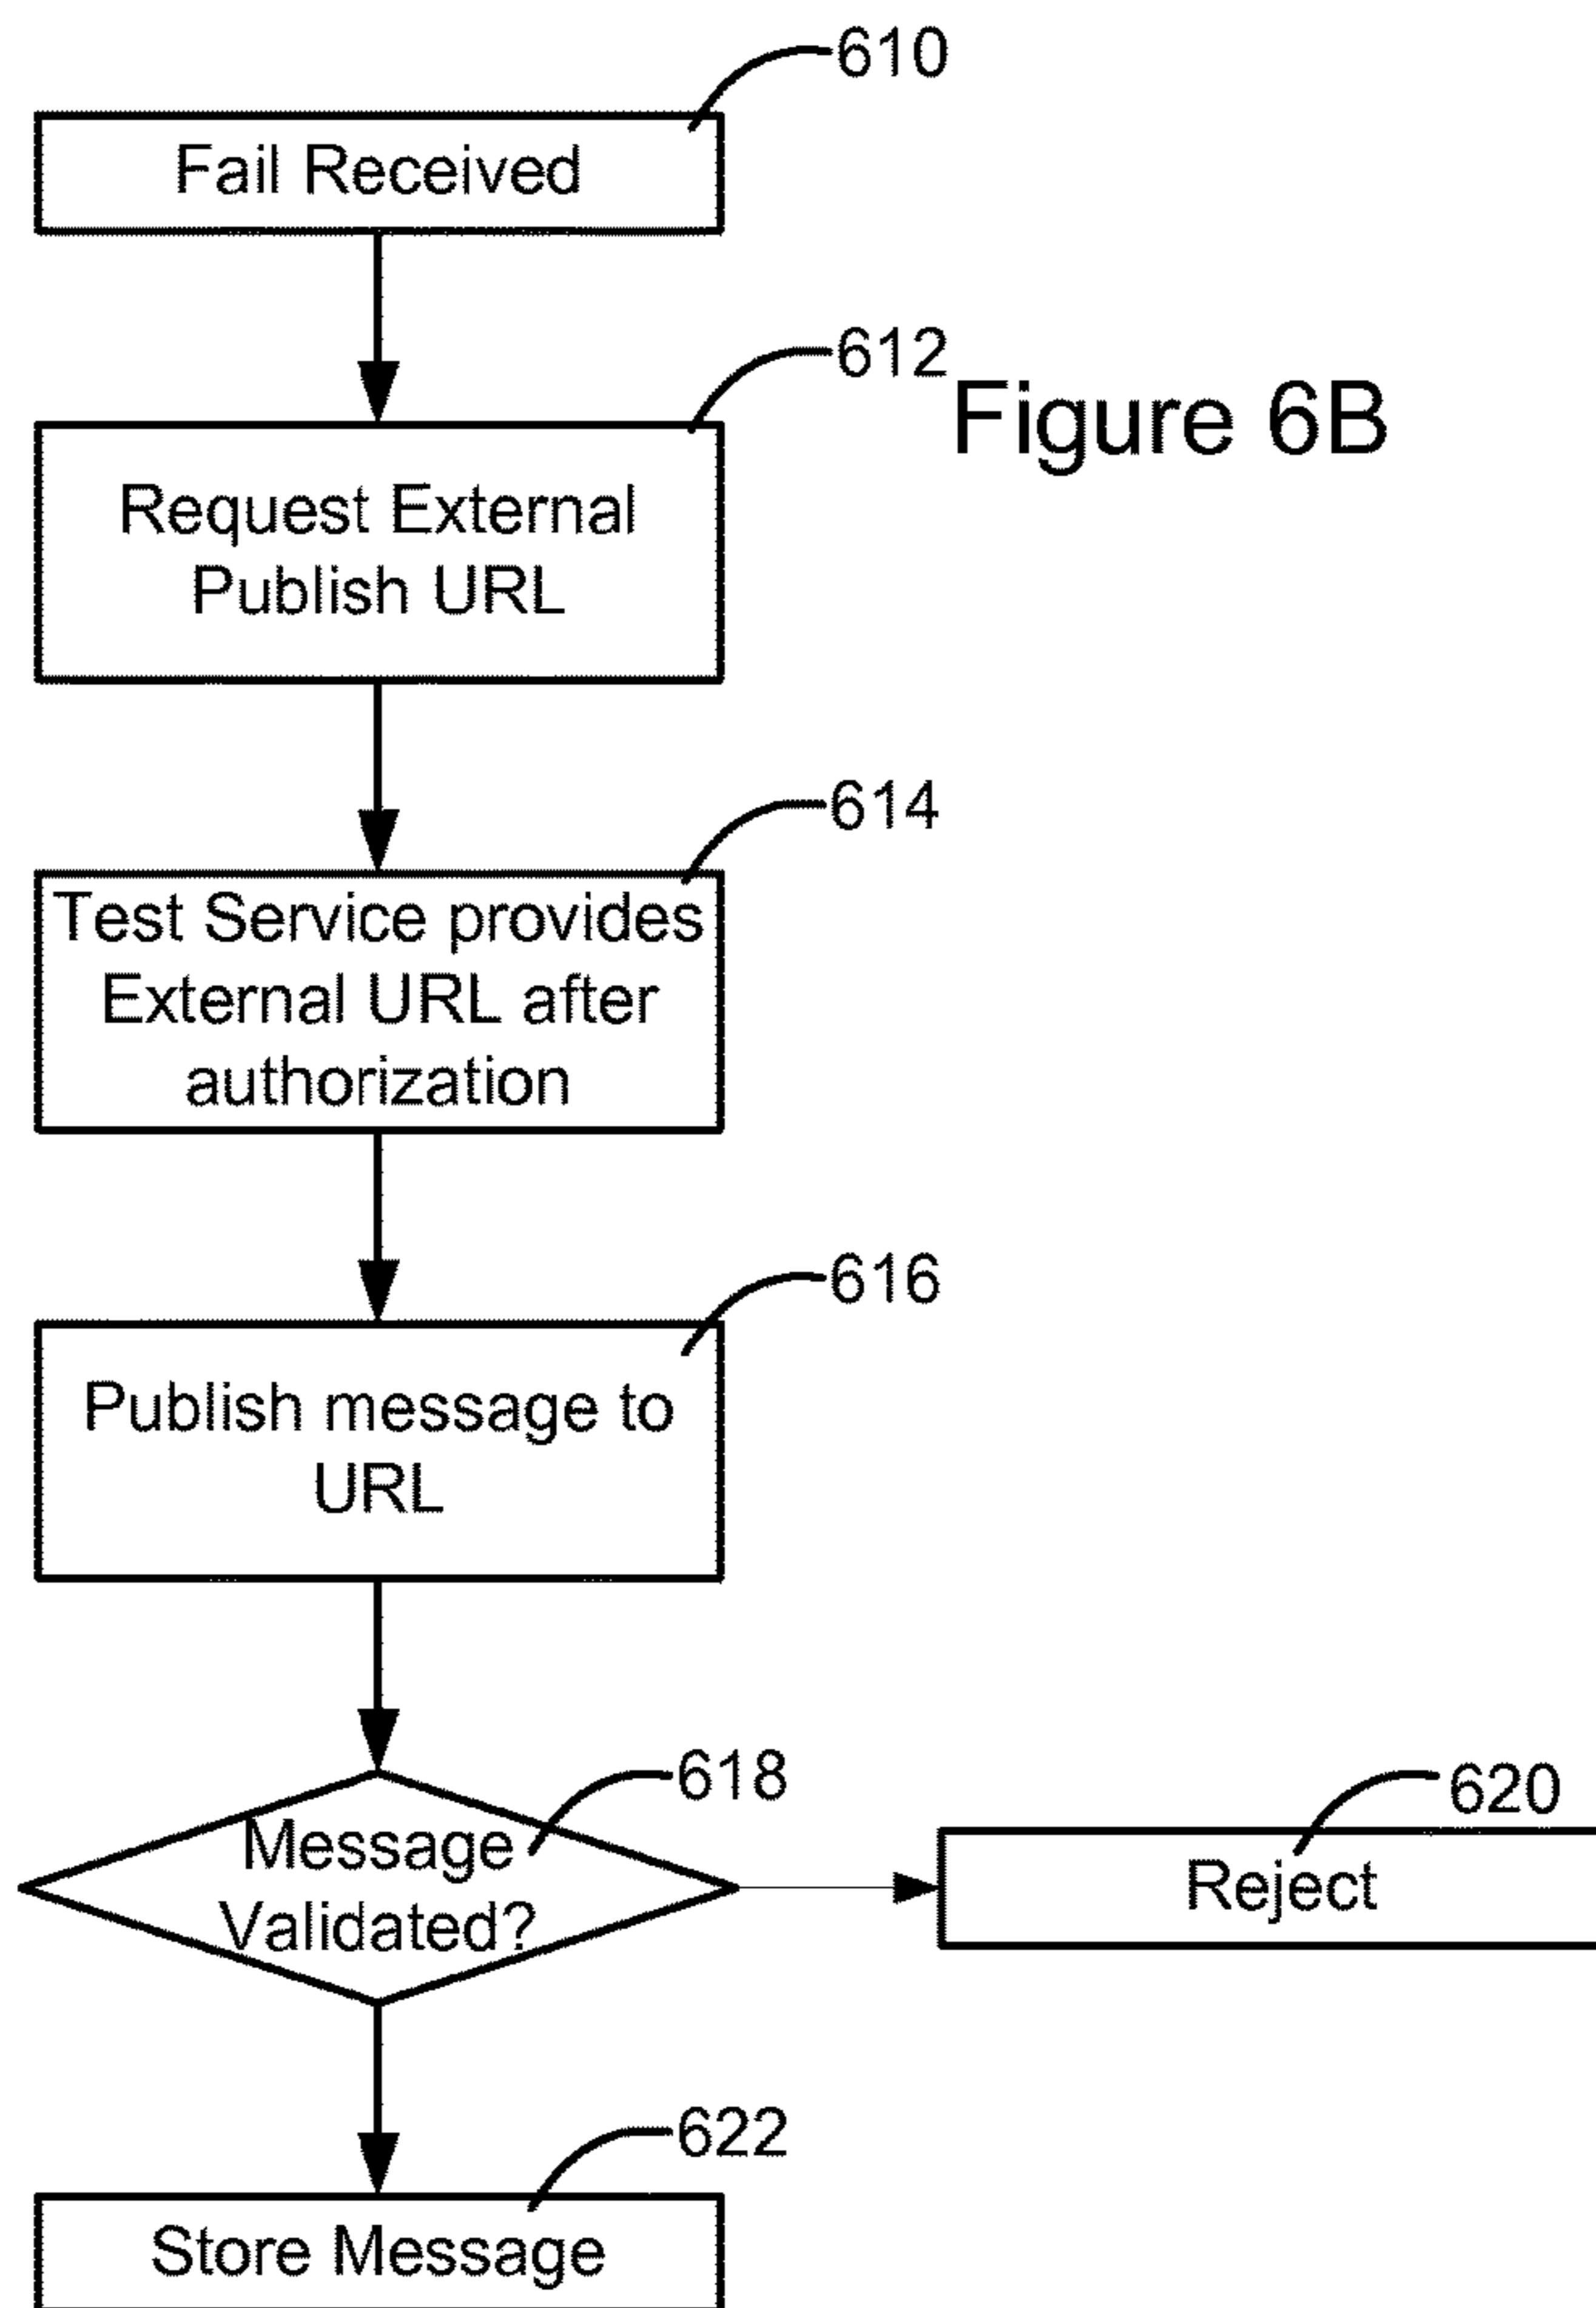 610
Fail Received
612
Figure 6B
Request External
Publish URL
614
Test Service provides
External URL after
authorization
616
Publish message to
URL
618
Message
Validated?
620
Reject
622
Store Message